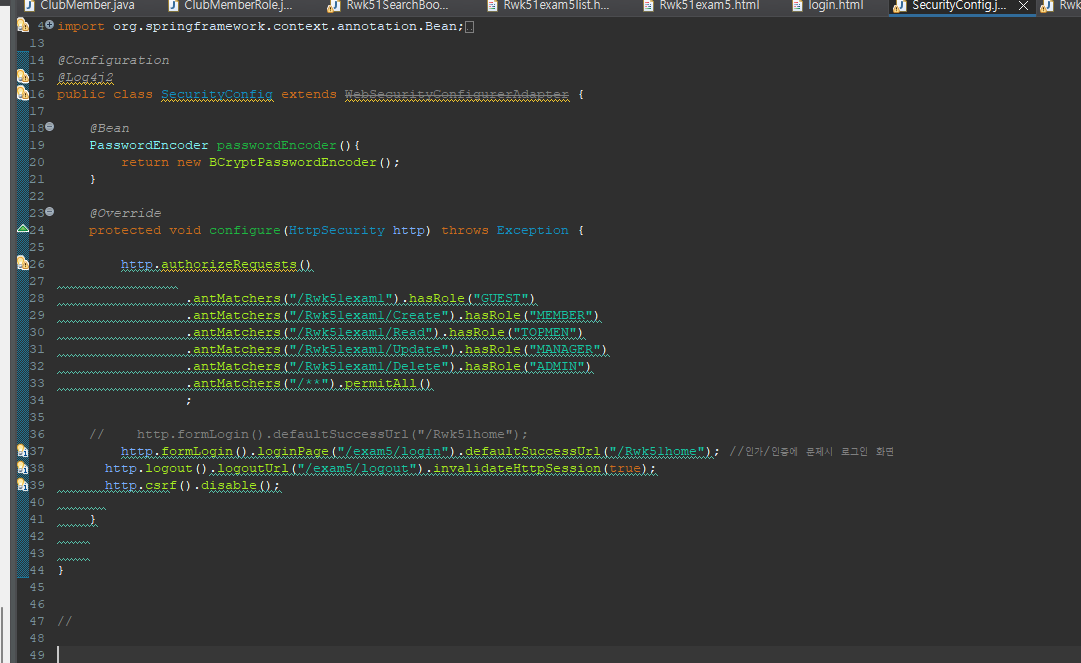 ClubMember.java ClubMemberRole.j... Rwk51SearchBoo... Rwk51exam5list.h... Rwk51exam5.html login.html SecurityConfig.j... Rwk
4 import org.springframework.context.annotation.Bean;
13
14 @Configuration
15 @Log4j2
16 public class SecurityConfig extends WebSecurityConfigurerAdapter {
17
18 @Bean
19 PasswordEncoder passwordEncoder(){
20 return new BCryptPasswordEncoder();
21 }
22
23 @Override
24 protected void configure(HttpSecurity http) throws Exception {
25
26 http.authorizeRequests()
27
28 .antMatchers("/Rwk51exam1").hasRole("GUEST")
29 .antMatchers("/Rwk51exam1/Create").hasRole("MEMBER")
30 .antMatchers("/Rwk51exam1/Read").hasRole("TOPMEN")
31 .antMatchers("/Rwk51exam1/Update").hasRole("MANAGER")
32 .antMatchers("/Rwk51exam1/Delete").hasRole("ADMIN")
33 .antMatchers("/**").permitAll()
34 ;
35
36 // http.formLogin().defaultSuccessUrl("/Rwk51home");
37 http.formLogin().loginPage("/exam5/login").defaultSuccessUrl("/Rwk51home"); //인가/인증에 문제시 로그인 화면
38 http.logout().logoutUrl("/exam5/logout").invalidateHttpSession(true);
39 http.csrf().disable();
40
41 }
42
43
44 }
45
46
47 //
48
49